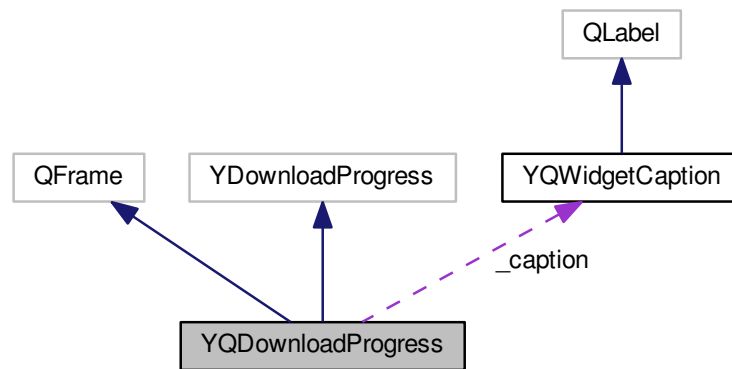 QLabel
QFrame
YDownloadProgress
YQWidgetCaption
_caption
YQDownloadProgress